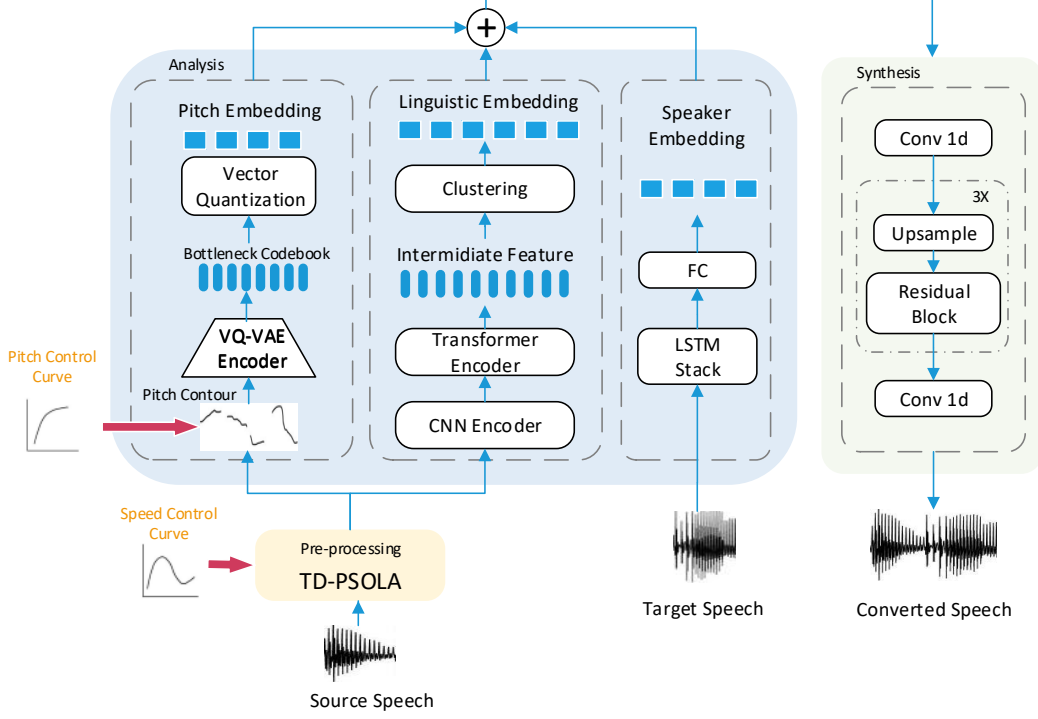 Analysis
Pitch Embedding
Vector
Quantization
Bottleneck Codebook
VQ-VAE
Encoder
Pitch Contour
Pitch Control
Curve
Linguistic Embedding
Clustering
Intermidiate Feature
Transformer
Encoder
CNN Encoder
Speaker
Embedding
FC
LSTM
Stack
Speed Control
Curve
Pre-processing
TD-PSOLA
Source Speech
Target Speech
Synthesis
Conv 1d
3X
Upsample
Residual
Block
Conv 1d
Converted Speech